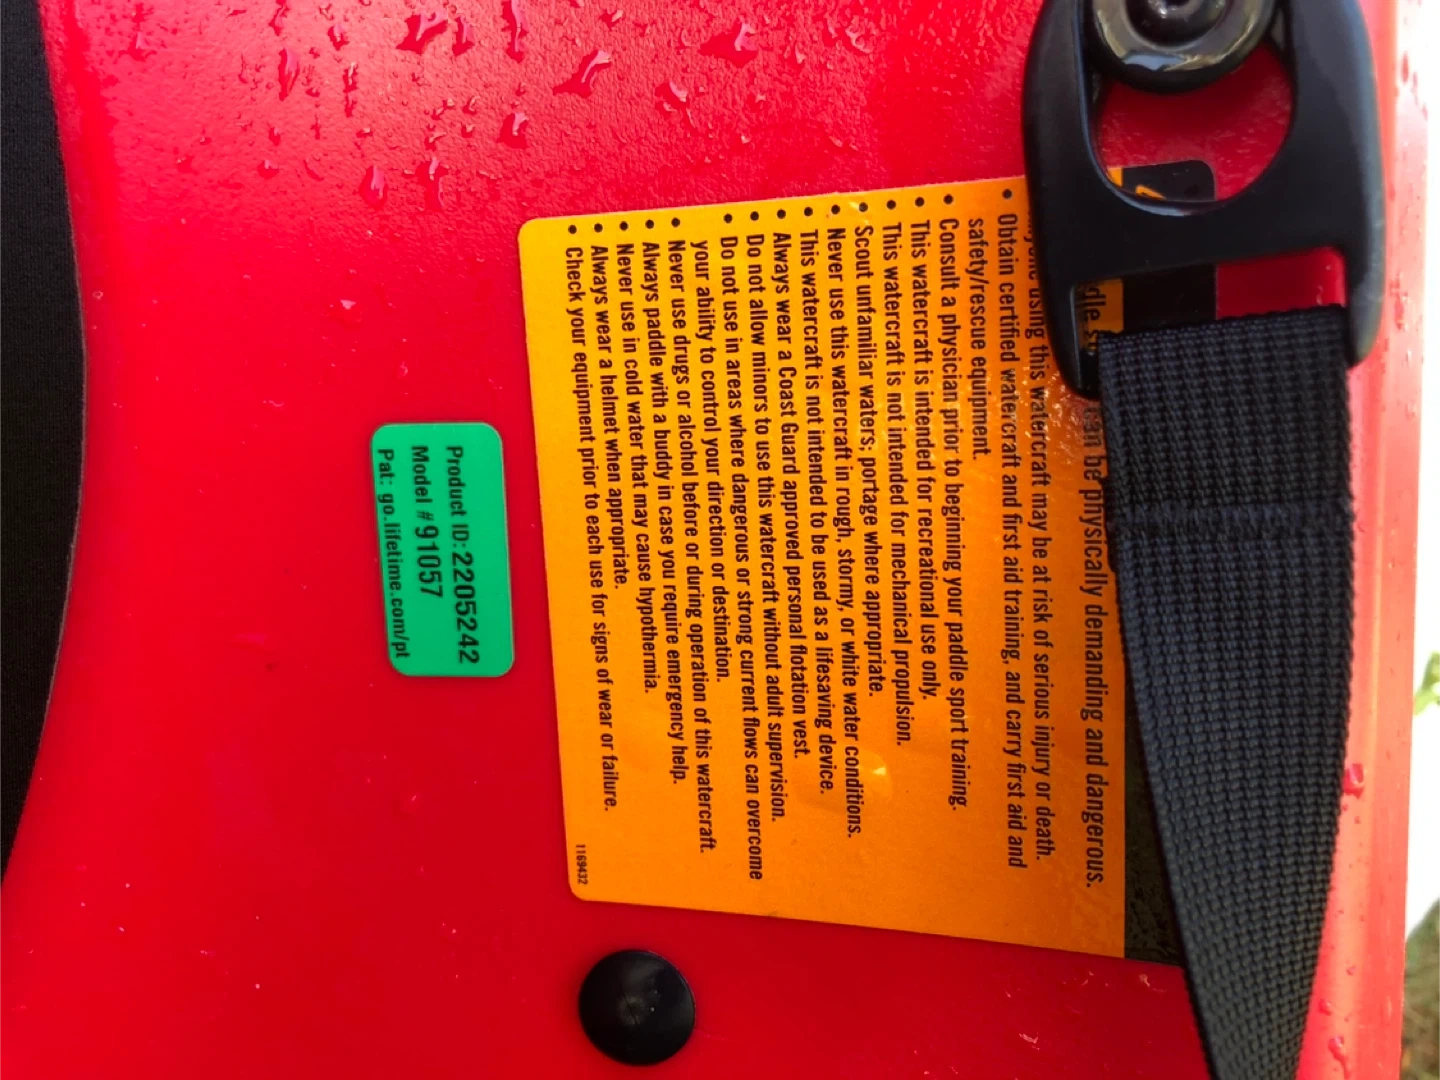 can be physically demanding and dangerous.
using this watercraft may be at risk of serious injury or death.
• Obtain certified watercraft and first aid training, and carry first aid and
safety/rescue equipment.
• Consult a physician prior to beginning your paddle sport training.
• This watercraft is intended for recreational use only.
• This watercraft is not intended for mechanical propulsion.
• Scout unfamiliar waters; portage where appropriate.
• Never use this watercraft in rough, stormy, or white water conditions.
• This watercraft is not intended to be used as a lifesaving device.
• Always wear a Coast Guard approved personal flotation vest.
• Do not allow minors to use this watercraft without adult supervision.
• Do not use in areas where dangerous or strong current flows can overcome
your ability to control your direction or destination.
• Never use drugs or alcohol before or during operation of this watercraft.
• Always paddle with a buddy in case you require emergency help.
• Never use in cold water that may cause hypothermia.
• Always wear a helmet when appropriate.
• Check your equipment prior to each use for signs of wear or failure.
1169432
Product ID: 2205242
Model # 91057
Pat: go.lifetime.com/pt